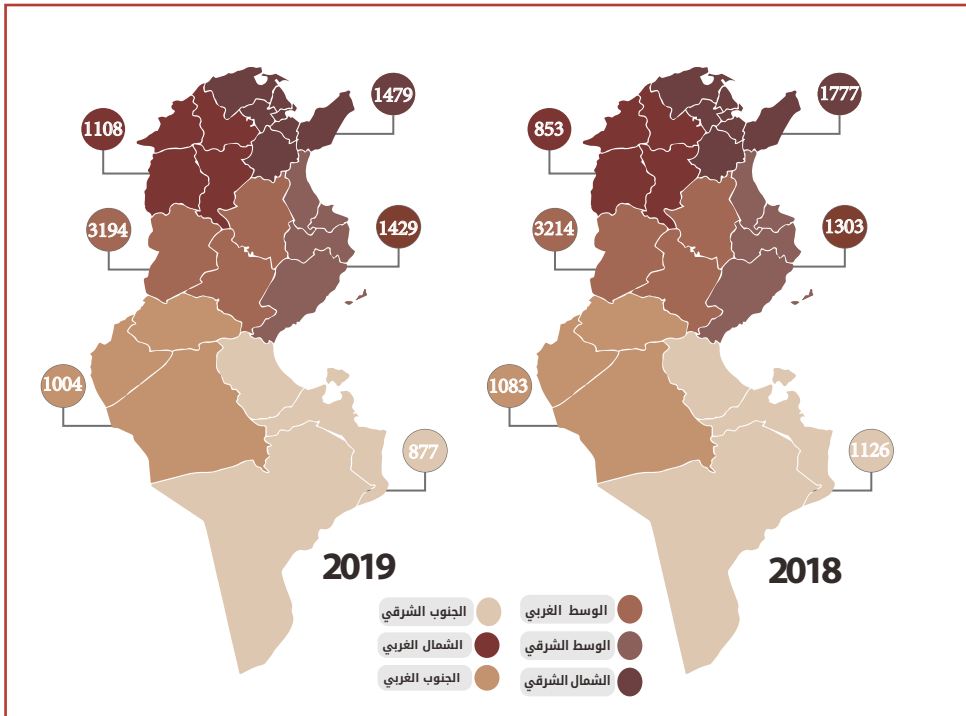 1777
853
3214
1303
1083
1126
2018
1479
1108
3194
1429
1004
877
2019
الوسط الغربي
الوسط الشرقي
الشمال الشرقي
الجنوب الشرقي
الشمال الغربي
الجنوب الغربي